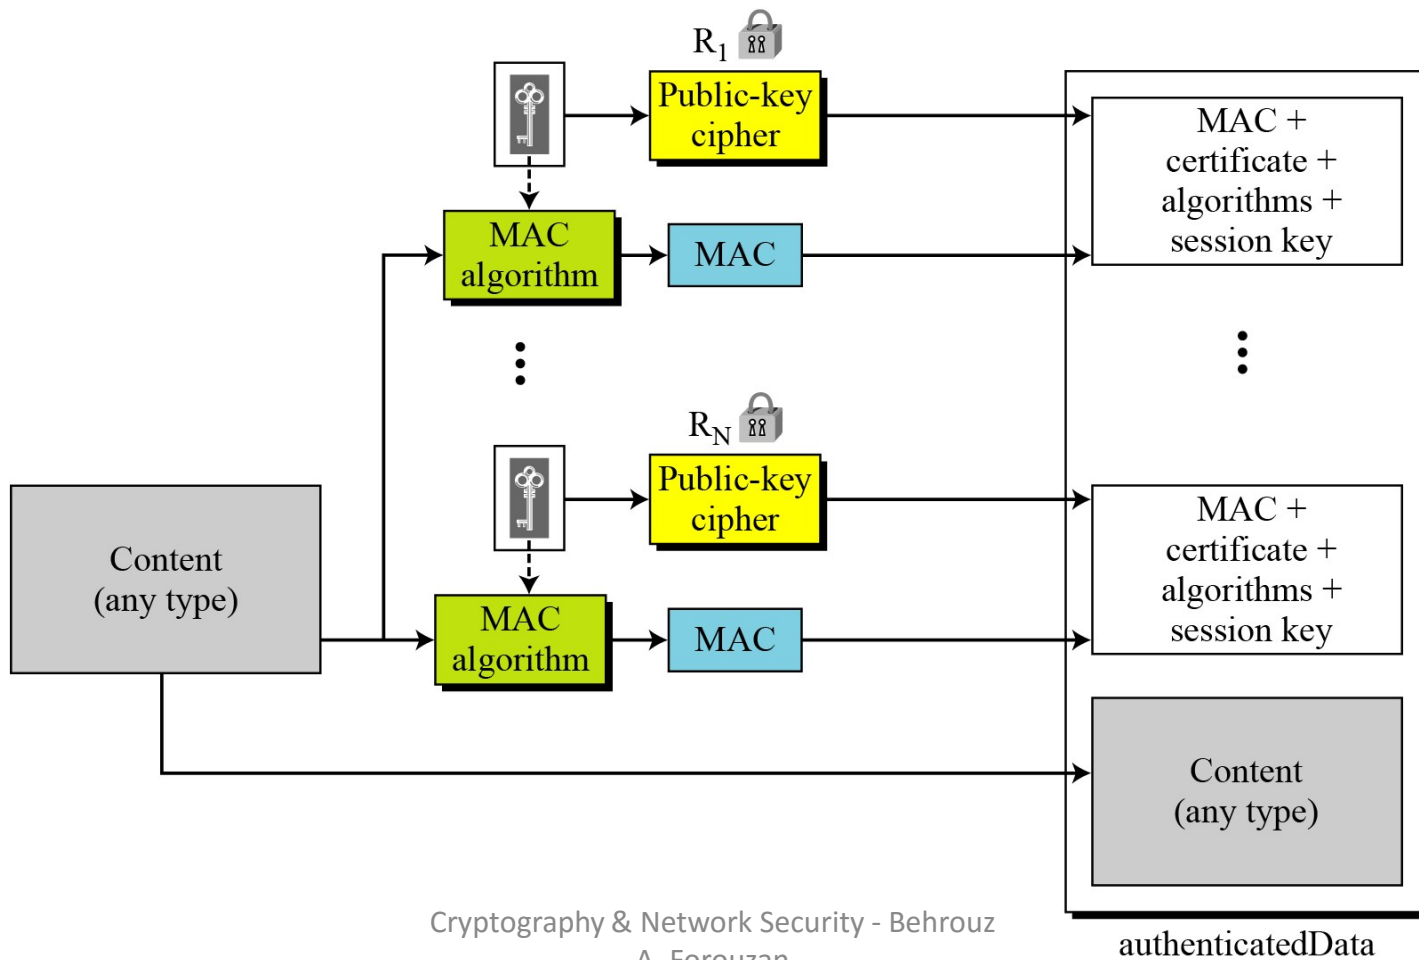 R1
Public-key
cipher
MAC +
certificate +
algorithms +
session key
MAC
algorithm
MAC
RN
Public-key
cipher
Content
(any type)
MAC
algorithm
MAC
MAC +
certificate +
algorithms +
session key
Content
(any type)
Cryptography & Network Security - Behrouz
A. Forouzan
authenticatedData